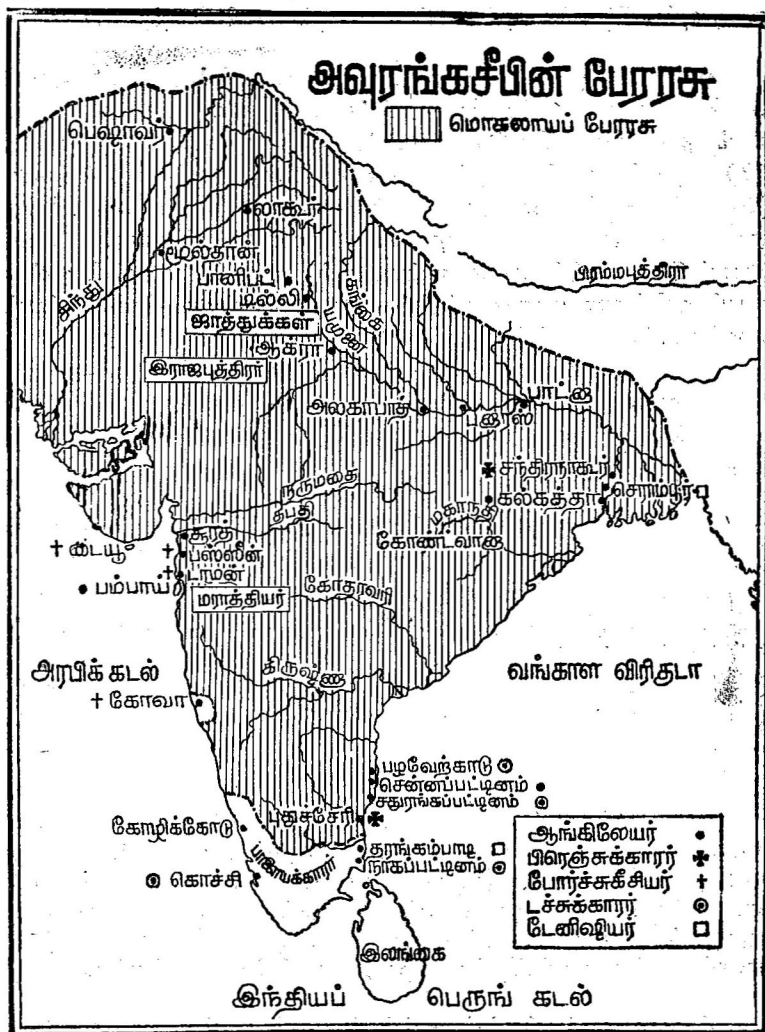 அவுரங்கசீபின் பேரரசு
மொகலாயப் பேரரசு
பெஷாவர்
லாகூர்
மூல்தான்
பானிபட்
டில்லி
சிந்து
ஜாத்துக்கள்
யமுனை
கங்கை
பிரம்மபுத்திரா
ஆக்ரா
இராஜபுத்திரர்
அலகாபாத்
பனாரஸ்
பாட்னா
சந்திரநாகூர்
கல்கத்தா
செராம்பூர்
நருமதை
தபதி
மகாநதி
கோண்ட்வானா
டையூ
சூரத்
பஸ்ஸீன்
டாமன்
பம்பாய்
மராத்தியர்
கோதாவரி
அரபிக் கடல்
கிருஷ்ணா
வங்காள விரிகுடா
கோவா
பழவேற்காடு
சென்னப்பட்டினம்
சதுரங்கப்பட்டினம்
புதுச்சேரி
கோழிக்கோடு
பாளையக்காரர்
தரங்கம்பாடி
நாகப்பட்டினம்
கொச்சி
ஆங்கிலேயர்
பிரெஞ்சுக்காரர்
போர்ச்சுகீசியர்
டச்சுக்காரர்
டேனிஷியர்
இலங்கை
இந்தியப் பெருங் கடல்